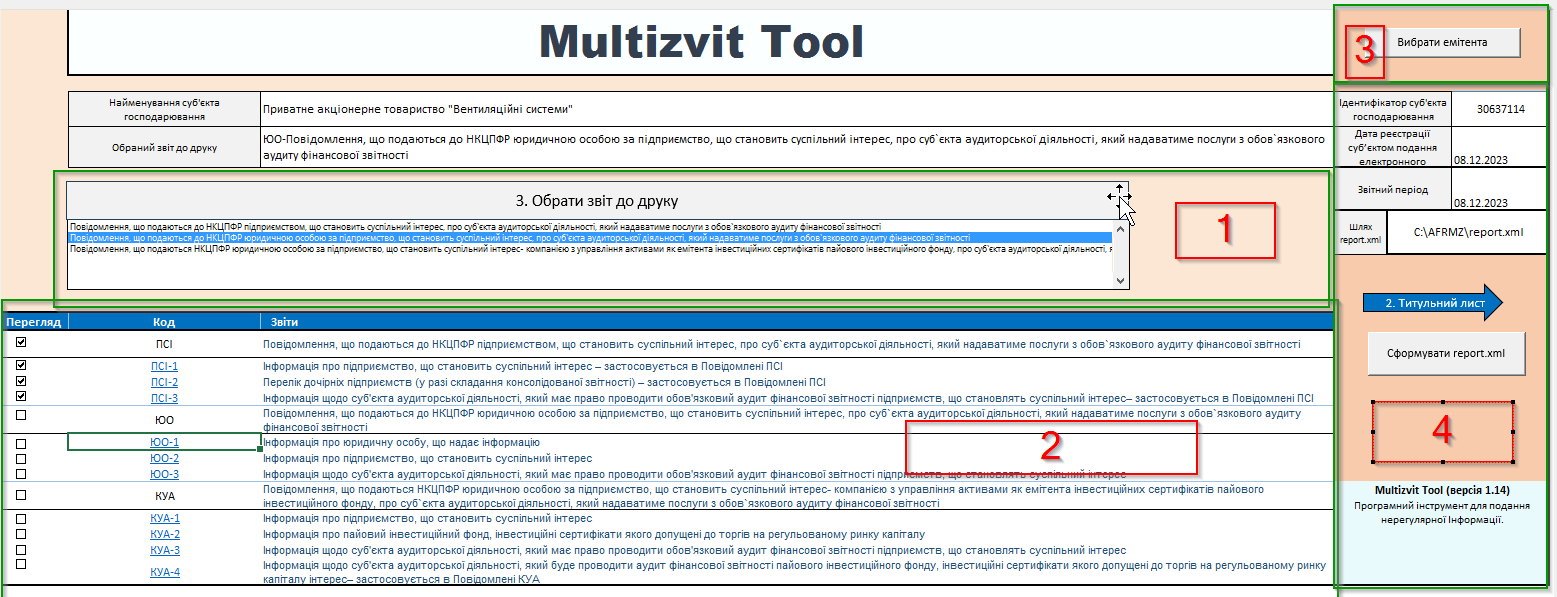 Multizvit Tool
3
Вибрати емітента
Найменування суб'єкта
господарювання
Приватне акціонерне товариство "Вентиляційні системи"
Ідентифікатор суб'єкта
господарювання
30637114
Обраний звіт до друку
ЮО-Повідомлення, що подаються до НКЦПФР юридичною особою за підприємство, що становить суспільний інтерес, про суб`єкта аудиторської діяльності, який надаватиме послуги з обов`язкового
аудиту фінансової звітності
Дата реєстрації
суб'єктом подання
електронного
08.12.2023
Звітний період
08.12.2023
Шлях
report.xml
C:\AFRMZ\report.xml
3. Обрати звіт до друку
1
Повідомлення, що подаються до НКЦПФР підприємством, що становить суспільний інтерес, про суб'єкта аудиторської діяльності, який надаватиме послуги з обов`язкового аудиту фінансової звітності
Повідомлення, що подаються до НКЦПФР юридичною особою за підприємство, що становить суспільний інтерес, про суб'єкта аудиторської діяльності, який надаватиме послуги з обов`язкового аудиту фінансової звітності
Повідомлення, що подаються НКЦПФР юридичною особою за підприємство, що становить суспільний інтерес- компанією з управління активами як емітента інвестиційних сертифікатів пайового інвестиційного фонду, про суб'єкта аудиторської діяльності,
2. Титульний лист
Сформувати report.xml
4
Multizvit Tool (версія 1.14)
Програмний інструмент для подання
нерегулярної Інформації.
Перегляд Код Звіти
ПСІ Повідомлення, що подаються до НКЦПФР підприємством, що становить суспільний інтерес, про суб`єкта аудиторської діяльності, який надаватиме послуги з обов`язкового аудиту фінансової звітності
ПСІ-1 Інформація про підприємство, що становить суспільний інтерес – застосовується в Повідомлені ПСІ
ПСІ-2 Перелік дочірніх підприємств (у разі складання консолідованої звітності) – застосовується в Повідомлені ПСІ
ПСІ-3 Інформація щодо суб'єкта аудиторської діяльності, який має право проводити обов'язковий аудит фінансової звітності підприємств, що становлять суспільний інтерес– застосовується в Повідомлені ПСІ
ЮО Повідомлення, що подаються до НКЦПФР юридичною особою за підприємство, що становить суспільний інтерес, про суб`єкта аудиторської діяльності, який надаватиме послуги з обов`язкового аудиту
фінансової звітності
ЮО-1 Інформація про юридичну особу, що надає інформацію
2
ЮО-2 Інформація про підприємство, що становить суспільний інтерес
ЮО-3 Інформація щодо суб'єкта аудиторської діяльності, який має право проводити обов'язковий аудит фінансової звітності підприємств, що становлять суспільний інтерес
КУА Повідомлення, що подаються НКЦПФР юридичною особою за підприємство, що становить суспільний інтерес- компанією з управління активами як емітента інвестиційних сертифікатів пайового
інвестиційного фонду, про суб`єкта аудиторської діяльності, який надаватиме послуги з обов`язкового аудиту фінансової звітності
КУА-1 Інформація про підприємство, що становить суспільний інтерес
КУА-2 Інформація про пайовий інвестиційний фонд, інвестиційні сертифікати якого допущені до торгів на регульованому ринку капіталу
КУА-3 Інформація щодо суб'єкта аудиторської діяльності, який має право проводити обов'язковий аудит фінансової звітності підприємств, що становлять суспільний інтерес
КУА-4 Інформація щодо суб'єкта аудиторської діяльності, який буде проводити аудит фінансової звітності пайового інвестиційного фонду, інвестиційні сертифікати якого допущені до торгів на регульованому ринку
капіталу інтерес– застосовується в Повідомлені КУА